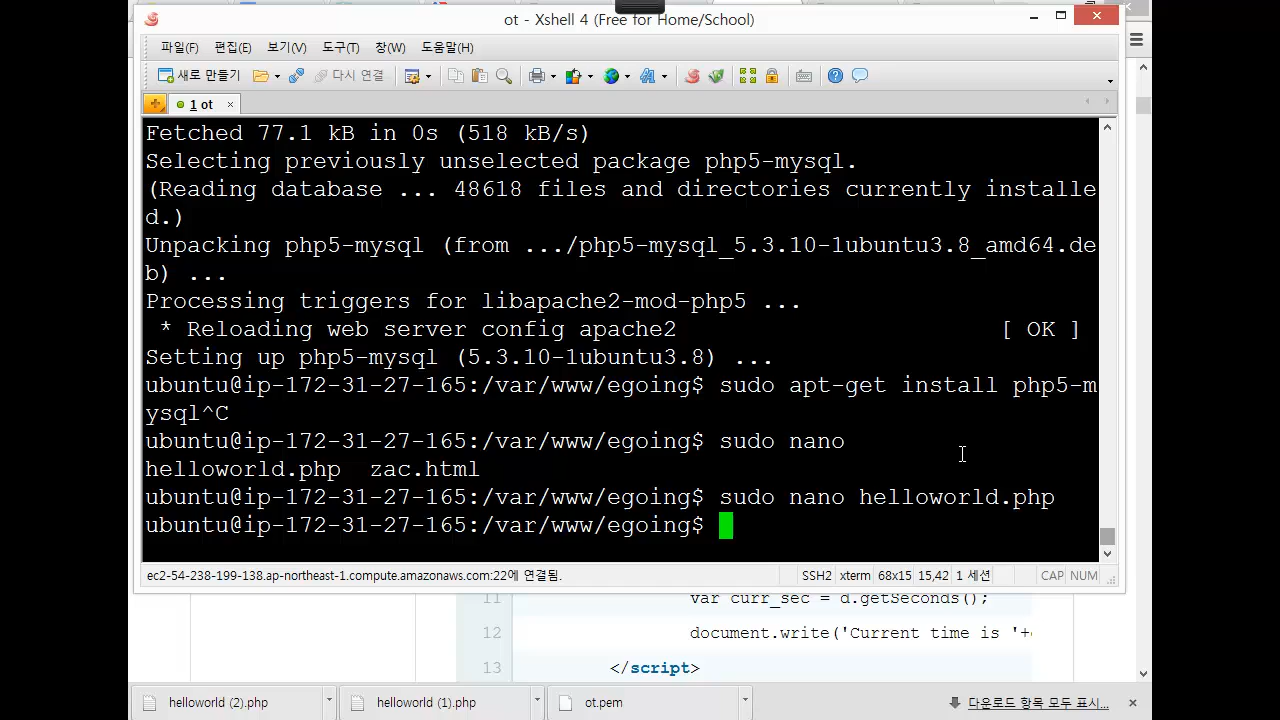 ot - Xshell 4 (Free for Home/School)
파일(F) 편집(E) 보기(V) 도구(T) 창(W) 도움말(H)
새로 만들기 다시 연결
1 ot
Fetched 77.1 kB in 0s (518 kB/s)
Selecting previously unselected package php5-mysql.
(Reading database ... 48618 files and directories currently installe
d.)
Unpacking php5-mysql (from .../php5-mysql_5.3.10-1ubuntu3.8_amd64.de
b) ...
Processing triggers for libapache2-mod-php5 ...
* Reloading web server config apache2 [ OK ]
Setting up php5-mysql (5.3.10-1ubuntu3.8) ...
ubuntu@ip-172-31-27-165:/var/www/egoing$ sudo apt-get install php5-m
ysql^C
ubuntu@ip-172-31-27-165:/var/www/egoing$ sudo nano
helloworld.php zac.html
ubuntu@ip-172-31-27-165:/var/www/egoing$ sudo nano helloworld.php
ubuntu@ip-172-31-27-165:/var/www/egoing$
ec2-54-238-199-138.ap-northeast-1.compute.amazonaws.com:22에 연결됨. SSH2 xterm 68x15 15,42 1 세션 CAP NUM
11 var curr_sec = d.getSeconds();
12 document.write('Current time is '+
13 </script>
helloworld (2).php helloworld (1).php ot.pem 다운로드 항목 모두 표시...